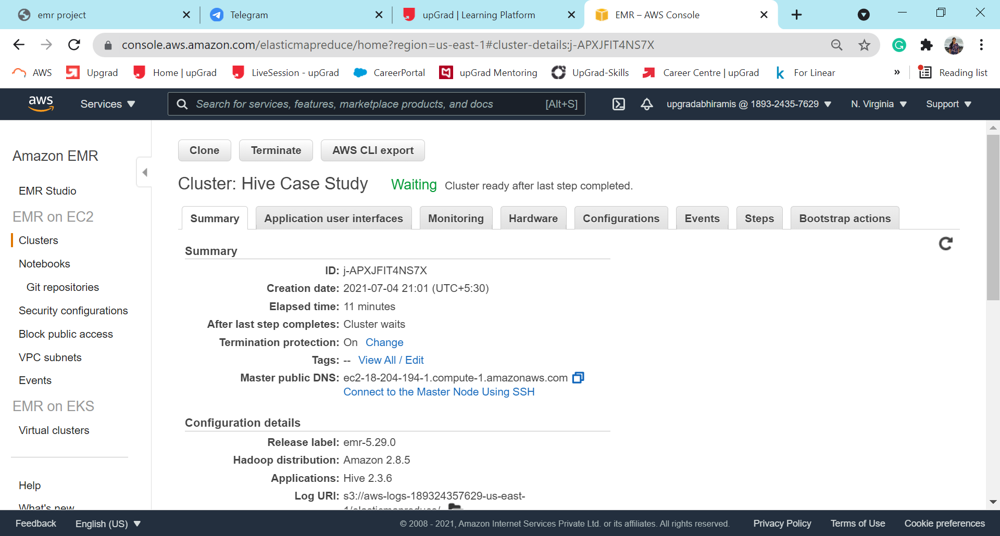 emr project
Telegram
upGrad | Learning Platform
EMR – AWS Console
console.aws.amazon.com/elasticmapreduce/home?region=us-east-1#cluster-details:j-APXJFIT4NS7X
AWS
Upgrad
Home | upGrad
LiveSession - upGrad
CareerPortal
upGrad Mentoring
UpGrad-Skills
Career Centre | upGrad
For Linear
»
Reading list
aws
Services
Search for services, features, marketplace products, and docs
[Alt+S]
upgradabhiramis @ 1893-2435-7629
N. Virginia
Support
Amazon EMR
EMR Studio
EMR on EC2
Clusters
Notebooks
Git repositories
Security configurations
Block public access
VPC subnets
Events
EMR on EKS
Virtual clusters
Help
What's new
Clone
Terminate
AWS CLI export
Cluster: Hive Case Study
Waiting
Cluster ready after last step completed.
Summary
Application user interfaces
Monitoring
Hardware
Configurations
Events
Steps
Bootstrap actions
Summary
ID: j-APXJFIT4NS7X
Creation date: 2021-07-04 21:01 (UTC+5:30)
Elapsed time: 11 minutes
After last step completes: Cluster waits
Termination protection: On Change
Tags: -- View All / Edit
Master public DNS: ec2-18-204-194-1.compute-1.amazonaws.com
Connect to the Master Node Using SSH
Configuration details
Release label: emr-5.29.0
Hadoop distribution: Amazon 2.8.5
Applications: Hive 2.3.6
Log URI: s3://aws-logs-189324357629-us-east-
1/elasticmapreduce/
Feedback
English (US)
© 2008 - 2021, Amazon Internet Services Private Ltd. or its affiliates. All rights reserved.
Privacy Policy
Terms of Use
Cookie preferences